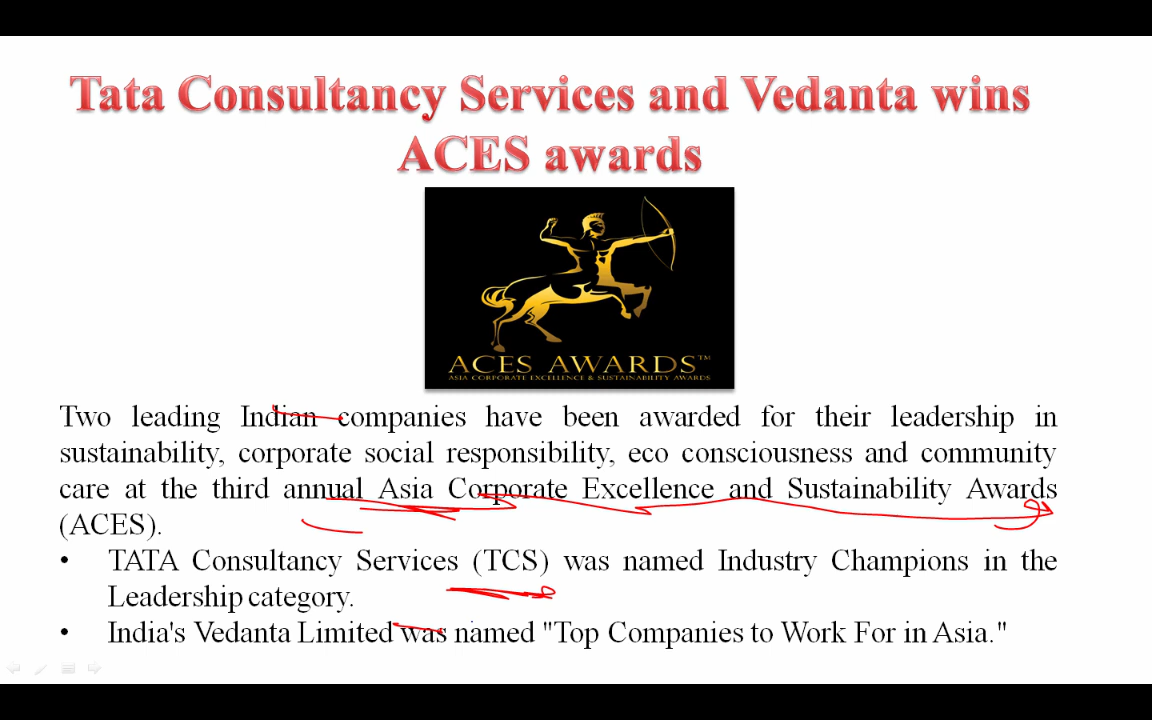 Tata Consultancy Services and Vedanta wins
ACES awards
ACES AWARDS™
ASIA CORPORATE EXCELLENCE & SUSTAINABILITY AWARDS
Two leading Indian companies have been awarded for their leadership in
sustainability, corporate social responsibility, eco consciousness and community
care at the third annual Asia Corporate Excellence and Sustainability Awards
(ACES).
• TATA Consultancy Services (TCS) was named Industry Champions in the
Leadership category.
• India's Vedanta Limited was named "Top Companies to Work For in Asia."